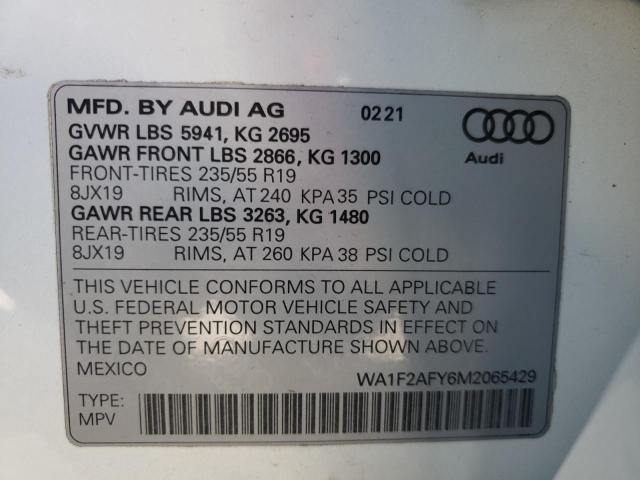 MFD. BY AUDI AG 0221
GVWR LBS 5941, KG 2695
GAWR FRONT LBS 2866, KG 1300
FRONT-TIRES 235/55 R19
8JX19 RIMS, AT 240 KPA 35 PSI COLD
GAWR REAR LBS 3263, KG 1480
REAR-TIRES 235/55 R19
8JX19 RIMS, AT 260 KPA 38 PSI COLD
Audi
THIS VEHICLE CONFORMS TO ALL APPLICABLE
U.S. FEDERAL MOTOR VEHICLE SAFETY AND
THEFT PREVENTION STANDARDS IN EFFECT ON
THE DATE OF MANUFACTURE SHOWN ABOVE.
MEXICO WA1F2AFY6M2065429
TYPE:
MPV